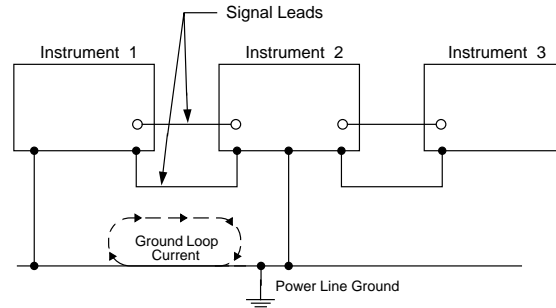 Signal Leads
Instrument 1
Instrument 2
Instrument 3
Ground Loop
Current
Power Line Ground